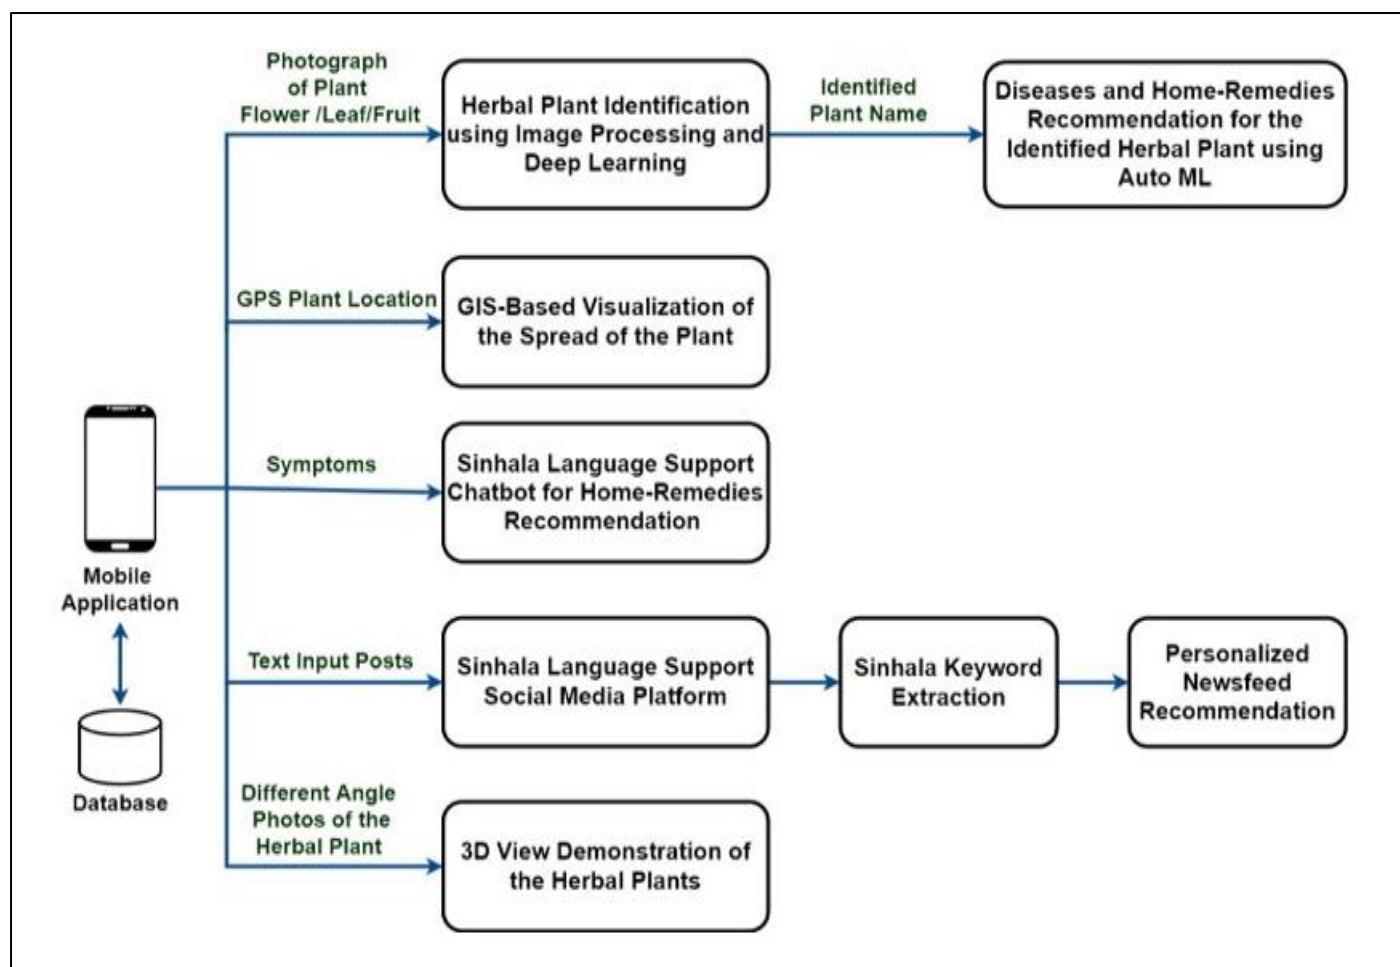 Photograph
of Plant
Flower /Leaf/Fruit
Herbal Plant Identification
using Image Processing and
Deep Learning
Identified
Plant Name
Diseases and Home-Remedies
Recommendation for the
Identified Herbal Plant using
Auto ML
GPS Plant Location
GIS-Based Visualization of
the Spread of the Plant
Symptoms
Sinhala Language Support
Chatbot for Home-Remedies
Recommendation
Mobile
Application
Text Input Posts
Sinhala Language Support
Social Media Platform
Sinhala Keyword
Extraction
Personalized
Newsfeed
Recommendation
Database
Different Angle
Photos of the
Herbal Plant
3D View Demonstration of
the Herbal Plants